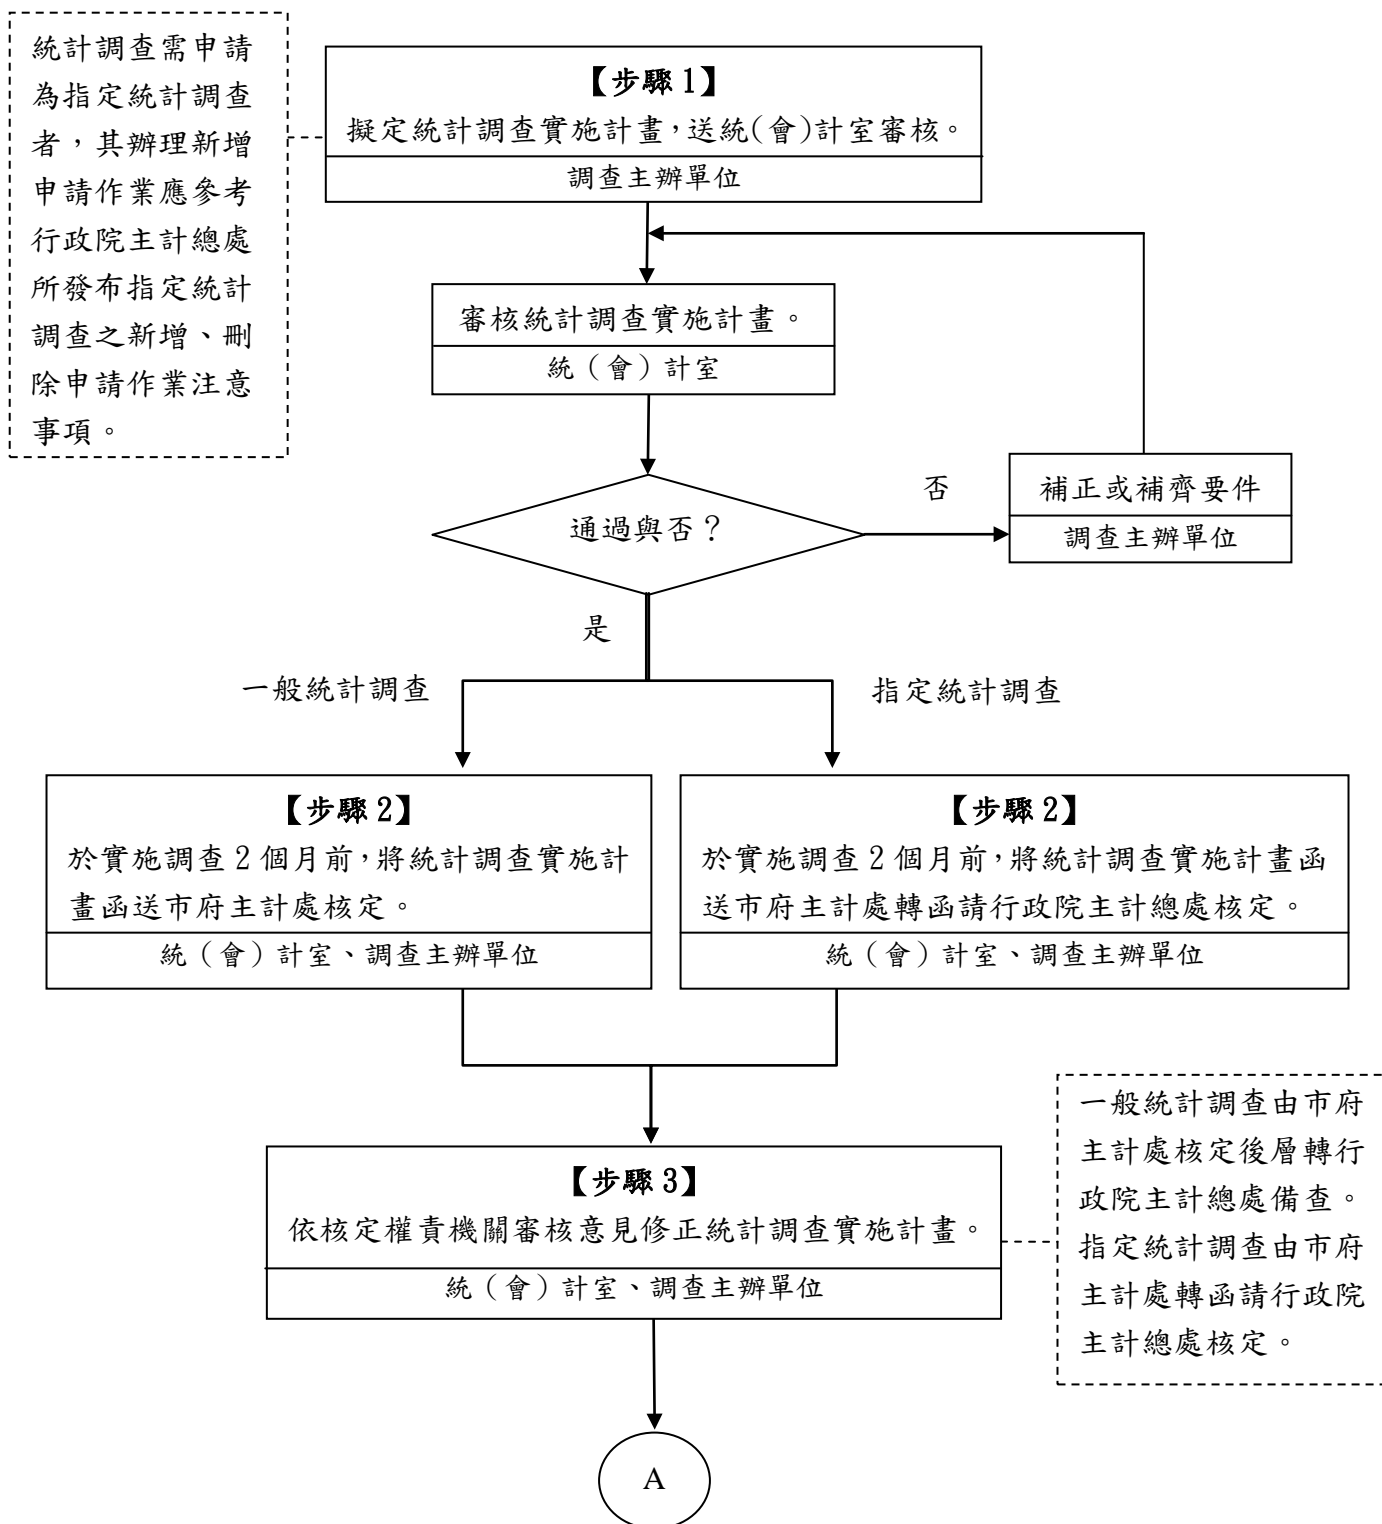 統計調查需申請
為指定統計調查
者，其辦理新增
申請作業應參考
行政院主計總處
所發布指定統計
調查之新增、刪
除申請作業注意
事項。
【步驟1】
擬定統計調查實施計畫，送統(會)計室審核。
調查主辦單位
審核統計調查實施計畫。
統（會）計室
通過與否？
否
補正或補齊要件
調查主辦單位
是
一般統計調查
指定統計調查
【步驟2】
於實施調查2個月前，將統計調查實施計
畫函送市府主計處核定。
統（會）計室、調查主辦單位
【步驟2】
於實施調查2個月前，將統計調查實施計畫函
送市府主計處轉函請行政院主計總處核定。
統（會）計室、調查主辦單位
【步驟3】
依核定權責機關審核意見修正統計調查實施計畫。
統（會）計室、調查主辦單位
一般統計調查由市府
主計處核定後層轉行
政院主計總處備查。
指定統計調查由市府
主計處轉函請行政院
主計總處核定。
A